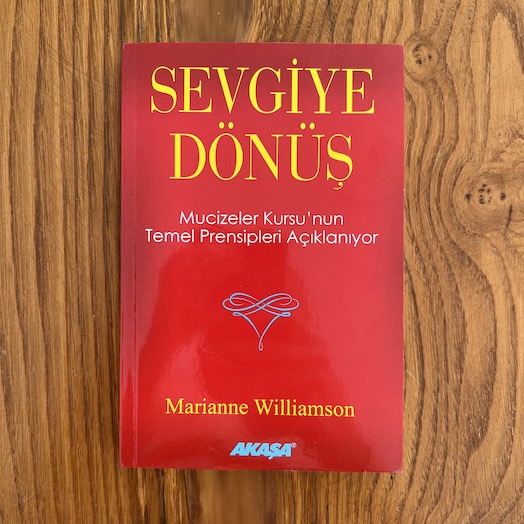 SEVGİYE
DÖNÜŞ
Mucizeler Kursu'nun
Temel Prensipleri Açıklanıyor
Marianne Williamson
AKAŞA®